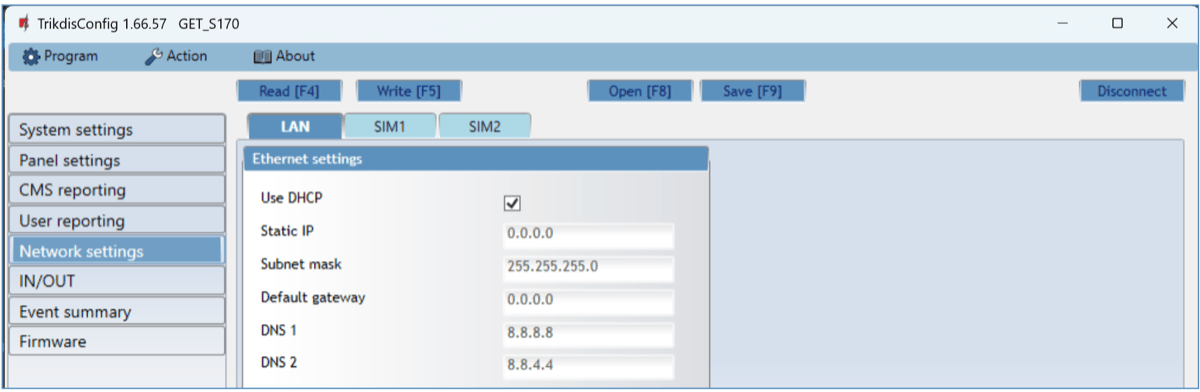 TrikdisConfig 1.66.57 GET_S170
Program Action About
Read [F4] Write [F5] Open [F8] Save [F9] Disconnect
System settings
Panel settings
CMS reporting
User reporting
Network settings
IN/OUT
Event summary
Firmware
LAN SIM1 SIM2
Ethernet settings
Use DHCP
Static IP 0.0.0.0
Subnet mask 255.255.255.0
Default gateway 0.0.0.0
DNS 1 8.8.8.8
DNS 2 8.8.4.4